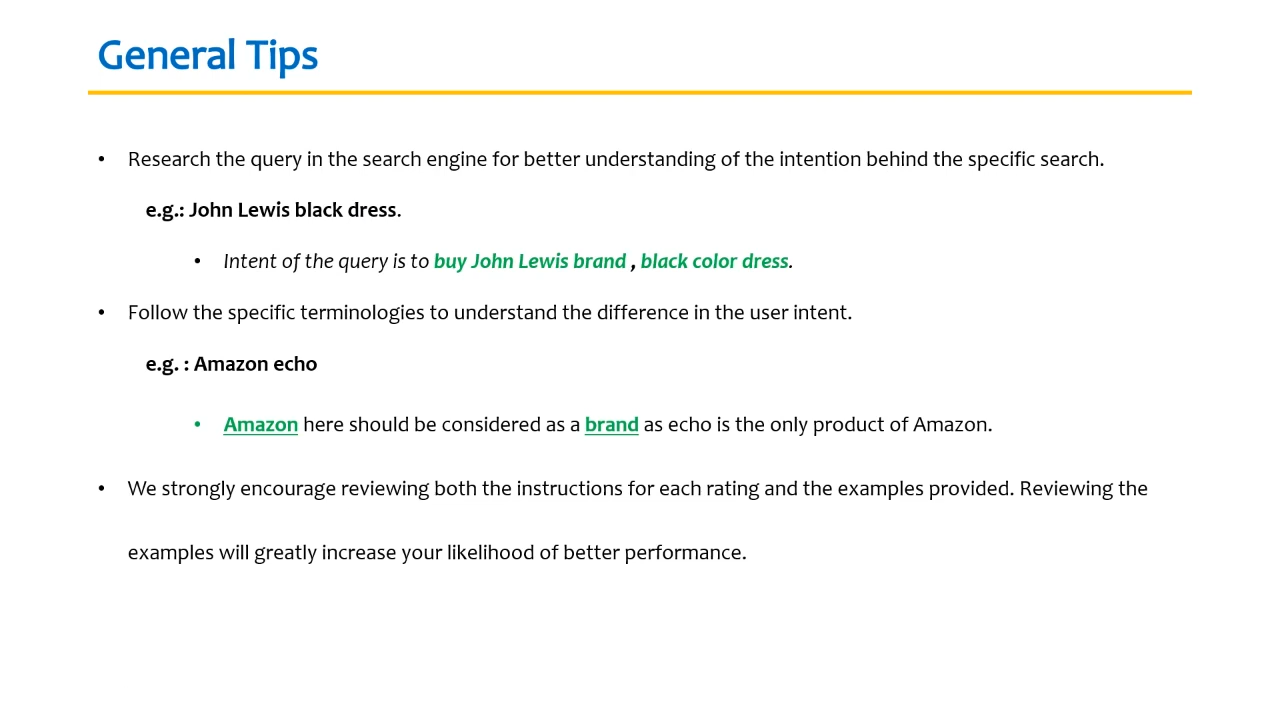 General Tips
• Research the query in the search engine for better understanding of the intention behind the specific search.
e.g.: John Lewis black dress.
• Intent of the query is to buy John Lewis brand , black color dress.
• Follow the specific terminologies to understand the difference in the user intent.
e.g. : Amazon echo
• Amazon here should be considered as a brand as echo is the only product of Amazon.
• We strongly encourage reviewing both the instructions for each rating and the examples provided. Reviewing the
examples will greatly increase your likelihood of better performance.